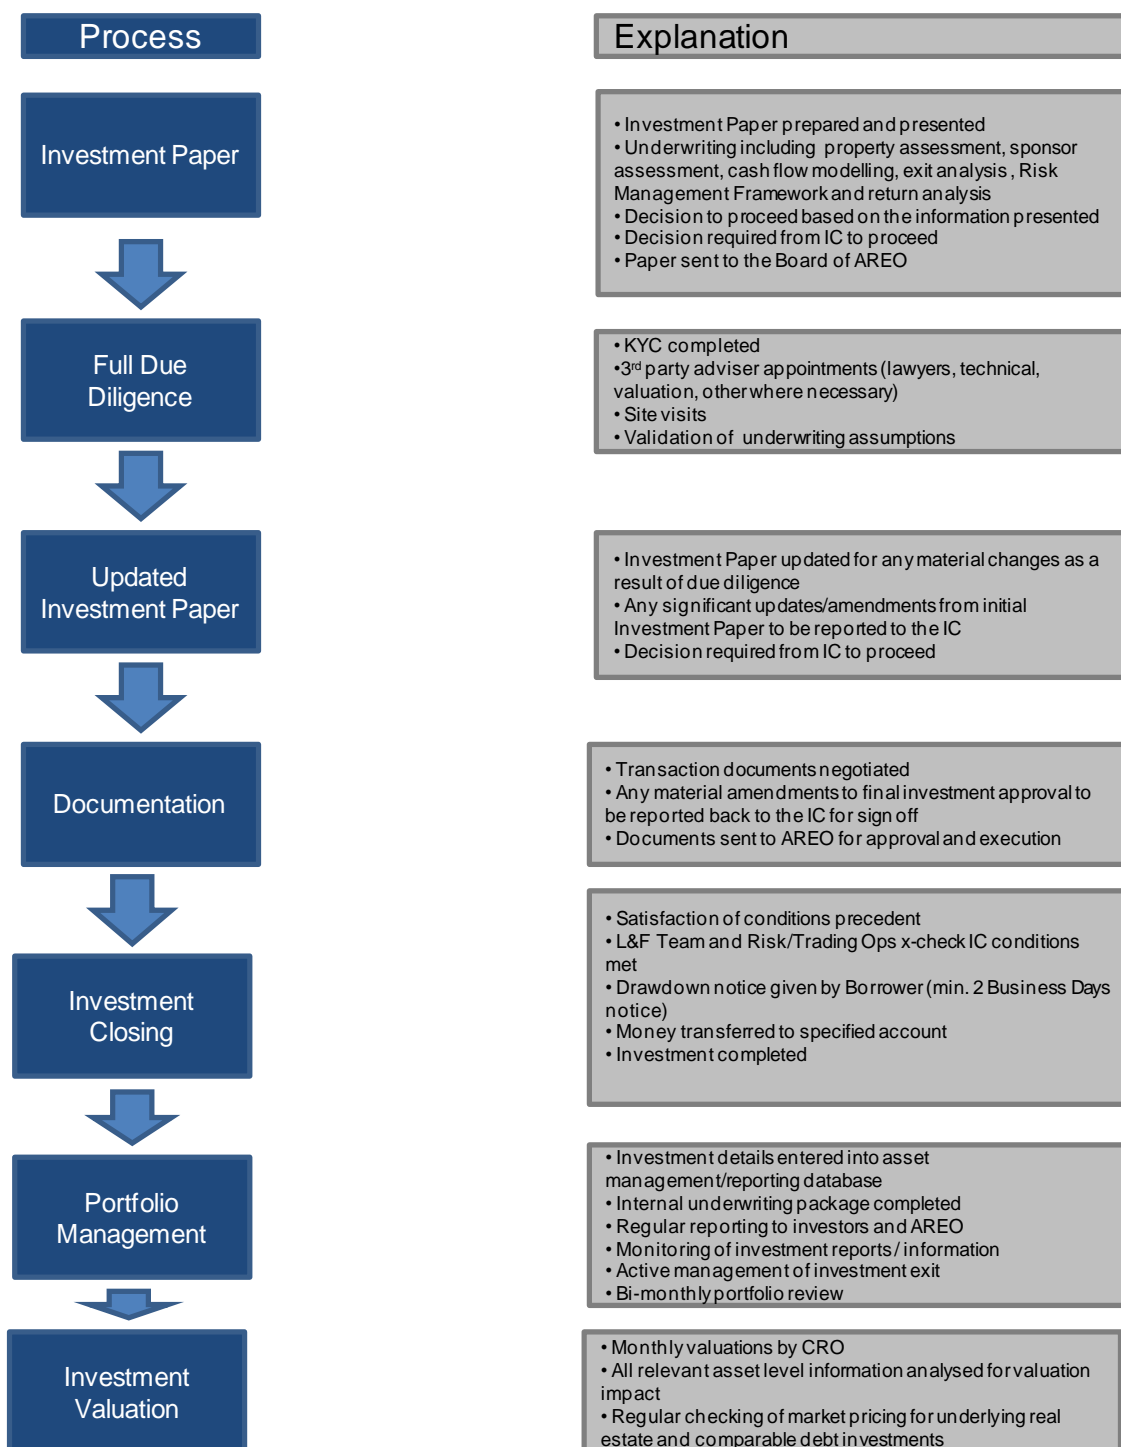 Process
Explanation
Investment Paper
• Investment Paper prepared and presented
• Underwriting including property assessment, sponsor
assessment, cash flow modelling, exit analysis , Risk
Management Framework and return analysis
• Decision to proceed based on the information presented
• Decision required from IC to proceed
• Paper sent to the Board of AREO
Full Due
Diligence
• KYC completed
•3rd party adviser appointments (lawyers, technical,
valuation, other where necessary)
• Site visits
• Validation of underwriting assumptions
Updated
Investment Paper
• Investment Paper updated for any material changes as a
result of due diligence
• Any significant updates/amendments from initial
Investment Paper to be reported to the IC
• Decision required from IC to proceed
Documentation
• Transaction documents negotiated
• Any material amendments to final investment approval to
be reported back to the IC for sign off
• Documents sent to AREO for approval and execution
Investment
Closing
• Satisfaction of conditions precedent
• L&F Team and Risk/Trading Ops x-check IC conditions
met
• Drawdown notice given by Borrower (min. 2 Business Days
notice)
• Money transferred to specified account
• Investment completed
Portfolio
Management
• Investment details entered into asset
management/reporting database
• Internal underwriting package completed
• Regular reporting to investors and AREO
• Monitoring of investment reports / information
• Active management of investment exit
• Bi-monthly portfolio review
Investment
Valuation
• Monthly valuations by CRO
• All relevant asset level information analysed for valuation
impact
• Regular checking of market pricing for underlying real
estate and comparable debt investments